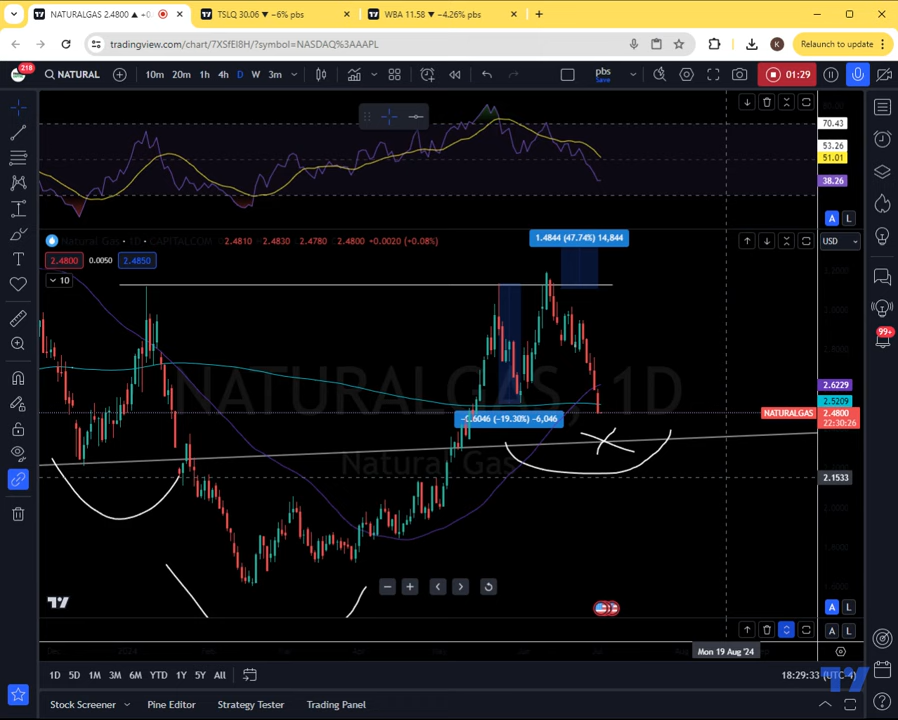 NATURALGAS 2.4800 ▲ +0
TSLQ 30.06 ▼ −6% pbs
WBA 11.58 ▼ −4.26% pbs
tradingview.com/chart/7XSfEl8H/?symbol=NASDAQ%3AAAPL
K
Relaunch to update
218
NATURAL
10m 20m 1h 4h D W 3m
pbs
Save
01:29
70.43
53.26
51.01
38.26
A L
Natural Gas · 1D · CAPITALCOM
2.4810 2.4830 2.4780 2.4800 +0.0020 (+0.08%)
1.4844 (47.74%) 14,844
USD
2.4800 0.0050 2.4850
10
2.6229
2.5209
NATURALGAS 2.4800
22:30:26
−0.6046 (−19.30%) −6,046
NATURALGAS, 1D
Natural Gas
2.1533
99+
A L
A L
Mon 19 Aug '24
1D 5D 1M 3M 6M YTD 1Y 5Y All
18:29:33 (UTC-4)
Stock Screener Pine Editor Strategy Tester Trading Panel